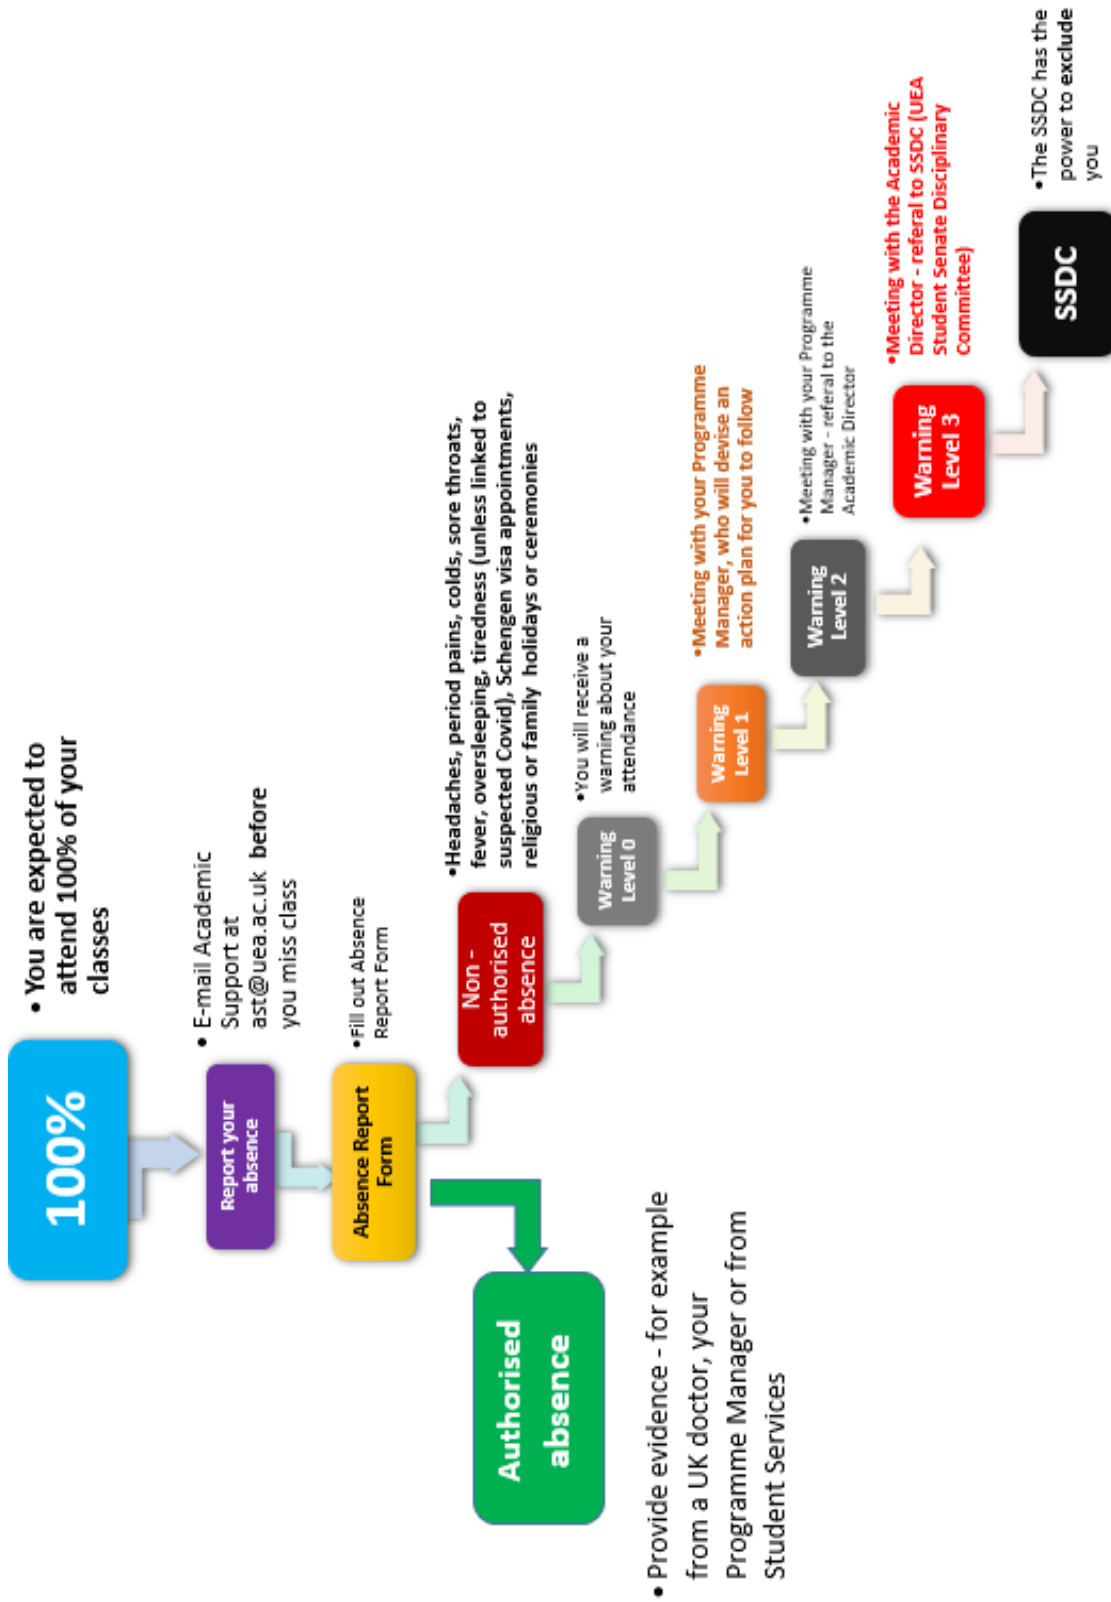 100%
• You are expected to
attend 100% of your
classes
Report your
absence
• E-mail Academic
Support at
ast@uea.ac.uk before
you miss class
Absence Report
Form
•Fill out Absence
Report Form
Authorised
absence
• Provide evidence - for example
from a UK doctor, your
Programme Manager or from
Student Services
Non –
authorised
absence
•Headaches, period pains, colds, sore throats,
fever, oversleeping, tiredness (unless linked to
suspected Covid), Schengen visa appointments,
religious or family holidays or ceremonies
Warning
Level 0
•You will receive a
warning about your
attendance
Warning
Level 1
•Meeting with your Programme
Manager, who will devise an
action plan for you to follow
Warning
Level 2
•Meeting with your Programme
Manager - referal to the
Academic Director
Warning
Level 3
•Meeting with the Academic
Director - referal to SSDC (UEA
Student Senate Disciplinary
Committee)
SSDC
•The SSDC has the
power to exclude
you